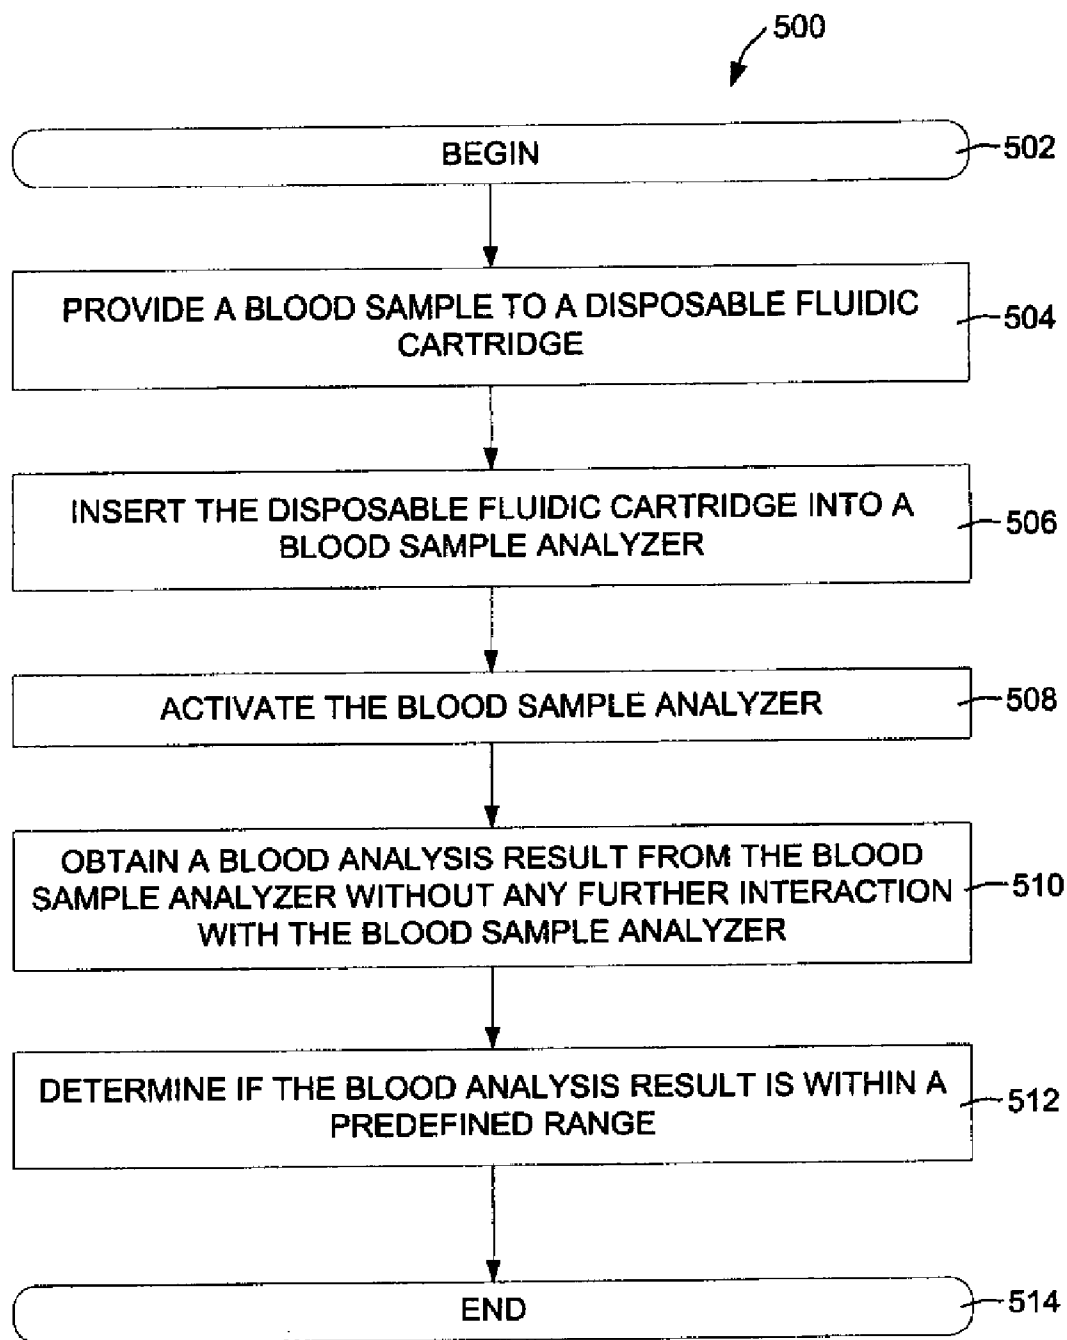 500
BEGIN
502
PROVIDE A BLOOD SAMPLE TO A DISPOSABLE FLUIDIC
CARTRIDGE
504
INSERT THE DISPOSABLE FLUIDIC CARTRIDGE INTO A
BLOOD SAMPLE ANALYZER
506
ACTIVATE THE BLOOD SAMPLE ANALYZER
508
OBTAIN A BLOOD ANALYSIS RESULT FROM THE BLOOD
SAMPLE ANALYZER WITHOUT ANY FURTHER INTERACTION
WITH THE BLOOD SAMPLE ANALYZER
510
DETERMINE IF THE BLOOD ANALYSIS RESULT IS WITHIN A
PREDEFINED RANGE
512
END
514